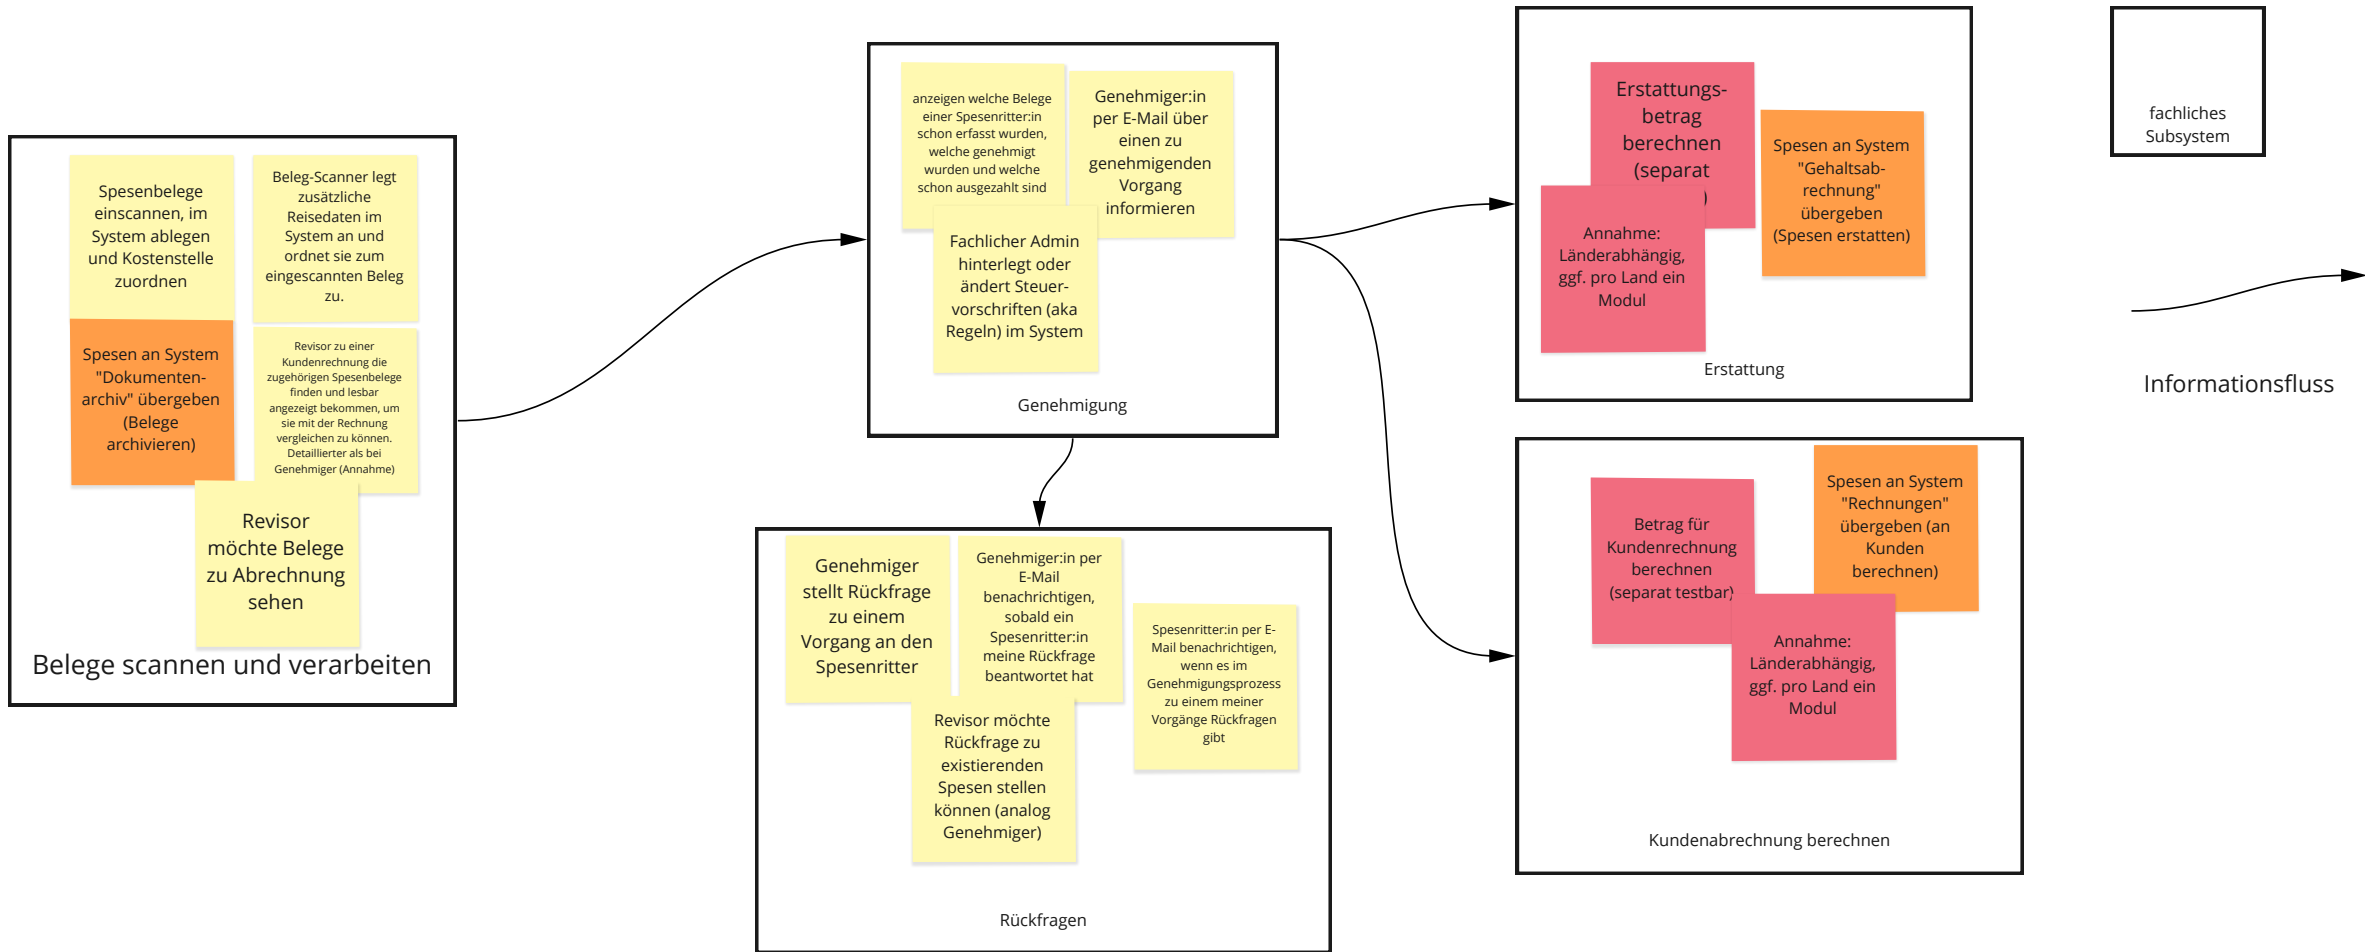 Spesenbelege
einscannen, im
System ablegen
und Kostenstelle
zuordnen
Beleg-Scanner legt
zusätzliche
Reisedaten im
System an und
ordnet sie zum
eingescannten Beleg
zu.
Spesen an System
"Dokumenten-
archiv" übergeben
(Belege
archivieren)
Revisor zu einer
Kundenrechnung die
zugehörigen Spesenbelege
finden und lesbar
angezeigt bekommen, um
sie mit der Rechnung
vergleichen zu können.
Detaillierter als bei
Genehmiger (Annahme)
Revisor
möchte Belege
zu Abrechnung
sehen
Belege scannen und verarbeiten
anzeigen welche Belege
einer Spesenritter:in
schon erfasst wurden,
welche genehmigt
wurden und welche
schon ausgezahlt sind
Genehmiger:in
per E-Mail über
einen zu
genehmigenden
Vorgang
informieren
Fachlicher Admin
hinterlegt oder
ändert Steuer-
vorschriften (aka
Regeln) im System
Genehmigung
Genehmiger
stellt Rückfrage
zu einem
Vorgang an den
Spesenritter
Genehmiger:in per
E-Mail
benachrichtigen,
sobald ein
Spesenritter:in
meine Rückfrage
beantwortet hat
Spesenritter:in per E-
Mail benachrichtigen,
wenn es im
Genehmigungsprozess
zu einem meiner
Vorgänge Rückfragen
gibt
Revisor möchte
Rückfrage zu
existierenden
Spesen stellen
können (analog
Genehmiger)
Rückfragen
Erstattungs-
betrag
berechnen
(separat
)
Spesen an System
"Gehaltsab-
rechnung"
übergeben
(Spesen erstatten)
Annahme:
Länderabhängig,
ggf. pro Land ein
Modul
Erstattung
Betrag für
Kundenrechnung
berechnen
(separat testbar)
Spesen an System
"Rechnungen"
übergeben (an
Kunden
berechnen)
Annahme:
Länderabhängig,
ggf. pro Land ein
Modul
Kundenabrechnung berechnen
fachliches
Subsystem
Informationsfluss